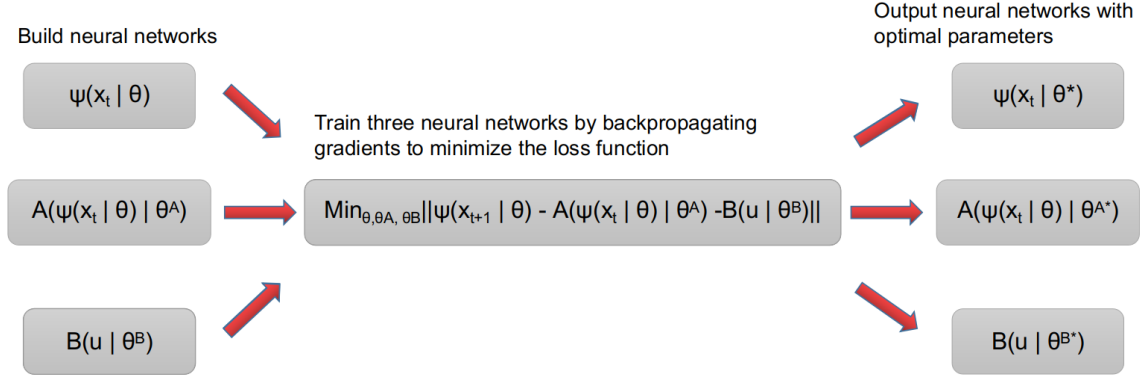 Build neural networks
Output neural networks with
optimal parameters
ψ(xₜ | θ)
ψ(xₜ | θ*)
Train three neural networks by backpropagating
gradients to minimize the loss function
A(ψ(xₜ | θ) | θᴬ)
Min_θ,θA, θB||ψ(xₜ₊₁ | θ) - A(ψ(xₜ | θ) | θᴬ) -B(u | θᴮ)||
A(ψ(xₜ | θ) | θᴬ*)
B(u | θᴮ)
B(u | θᴮ*)